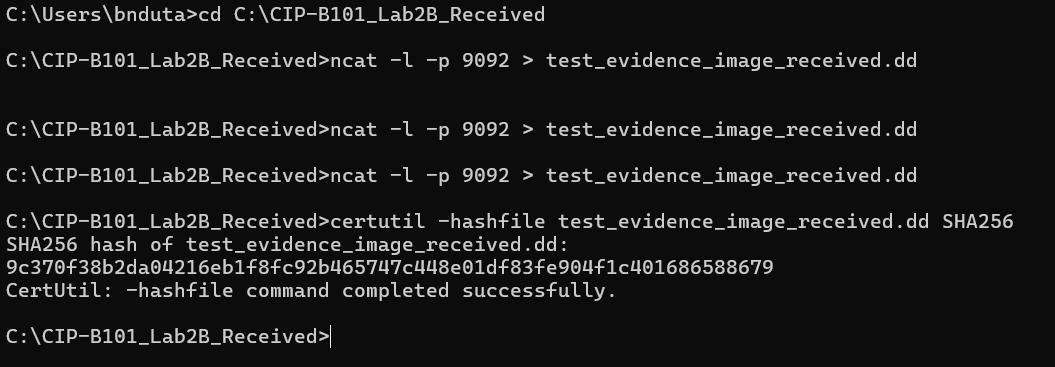 C:\Users\bnduta>cd C:\CIP-B101_Lab2B_Received
C:\CIP-B101_Lab2B_Received>ncat -l -p 9092 > test_evidence_image_received.dd
C:\CIP-B101_Lab2B_Received>ncat -l -p 9092 > test_evidence_image_received.dd
C:\CIP-B101_Lab2B_Received>ncat -l -p 9092 > test_evidence_image_received.dd
C:\CIP-B101_Lab2B_Received>certutil -hashfile test_evidence_image_received.dd SHA256
SHA256 hash of test_evidence_image_received.dd:
9c370f38b2da04216eb1f8fc92b465747c448e01df83fe904f1c401686588679
CertUtil: -hashfile command completed successfully.
C:\CIP-B101_Lab2B_Received>